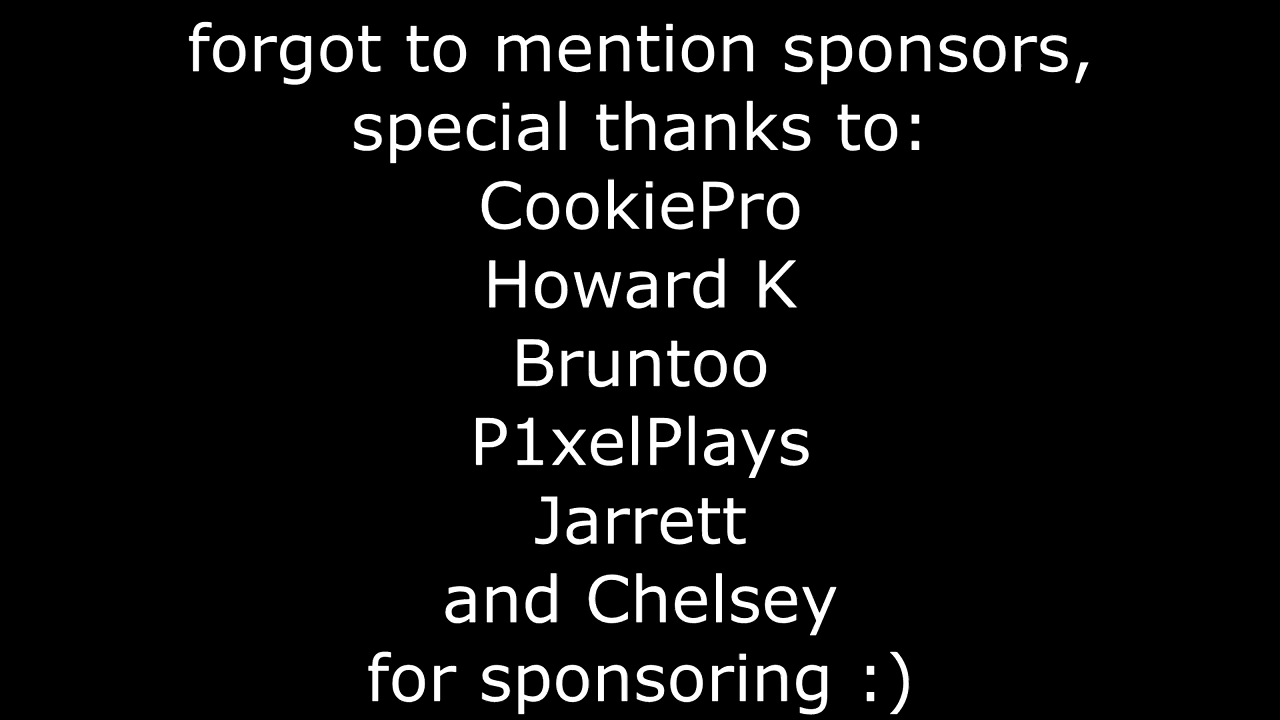 forgot to mention sponsors,
special thanks to:
CookiePro
Howard K
Bruntoo
P1xelPlays
Jarrett
and Chelsey
for sponsoring :)